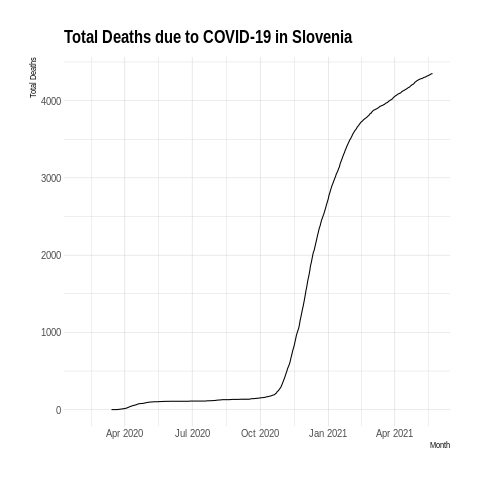 Total Deaths due to COVID-19 in Slovenia
Total Deaths
4000
3000
2000
1000
0
Apr 2020 Jul 2020 Oct 2020 Jan 2021 Apr 2021
Month